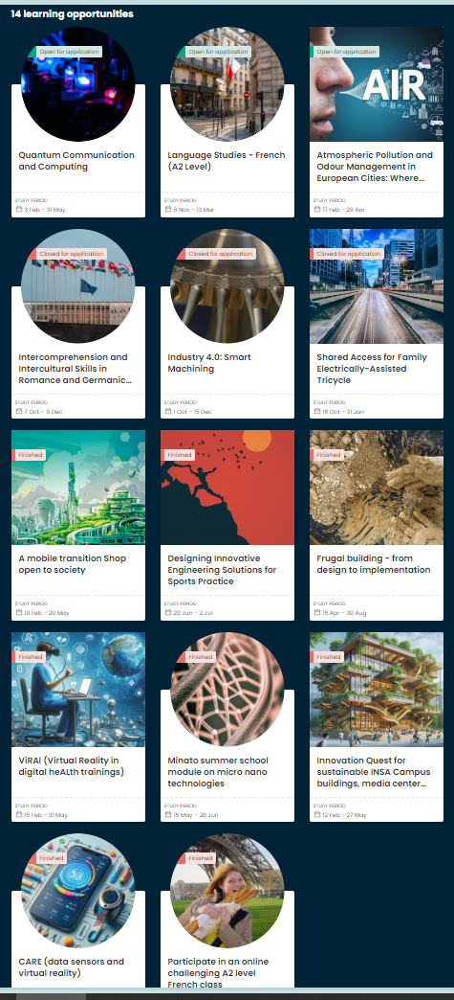 14 learning opportunities
Open for application
Quantum Communication
and Computing
STUDY PERIOD
3 Feb - 31 May
Open for application
Language Studies - French
(A2 Level)
STUDY PERIOD
8 Nov - 13 Mar
Open for application
AIR
Atmospheric Pollution and
Odour Management in
European Cities: Where...
STUDY PERIOD
17 Feb - 29 Apr
Closed for application
Intercomprehension and
Intercultural Skills in
Romance and Germanic...
STUDY PERIOD
7 Oct - 9 Dec
Closed for application
Industry 4.0: Smart
Machining
STUDY PERIOD
1 Oct - 15 Dec
Closed for application
Shared Access for Family
Electrically-Assisted
Tricycle
STUDY PERIOD
15 Oct - 31 Jan
Finished
A mobile transition Shop
open to society
STUDY PERIOD
19 Feb - 20 May
Finished
Designing Innovative
Engineering Solutions for
Sports Practice
STUDY PERIOD
20 Jun - 2 Jul
Finished
Frugal building - from
design to implementation
STUDY PERIOD
15 Apr - 30 Aug
Finished
ViRAl (Virtual Reality in
digital heALth trainings)
STUDY PERIOD
15 Feb - 31 May
Finished
Minato summer school
module on micro nano
technologies
STUDY PERIOD
15 May - 28 Jun
Finished
Innovation Quest for
sustainable INSA Campus
buildings, media center...
STUDY PERIOD
12 Feb - 27 May
Finished
CARE (data sensors and
virtual reality)
Finished
Participate in an online
challenging A2 level
French class